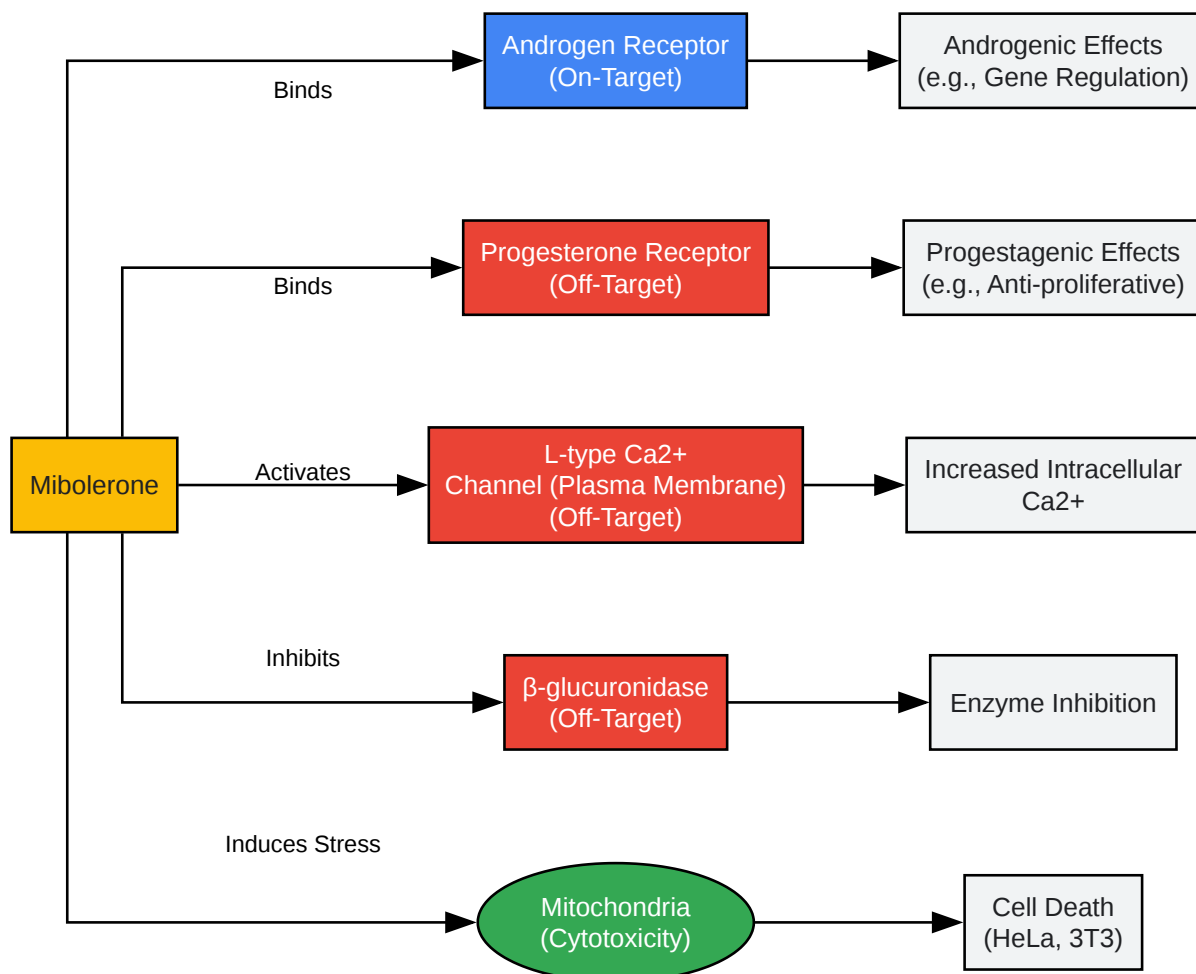 Androgen Receptor
(On-Target)
Androgenic Effects
(e.g., Gene Regulation)
Binds
Progesterone Receptor
(Off-Target)
Progestagenic Effects
(e.g., Anti-proliferative)
Binds
Mibolerone
Activates
L-type Ca2+
Channel (Plasma Membrane)
(Off-Target)
Increased Intracellular
Ca2+
Inhibits
β-glucuronidase
(Off-Target)
Enzyme Inhibition
Induces Stress
Mitochondria
(Cytotoxicity)
Cell Death
(HeLa, 3T3)